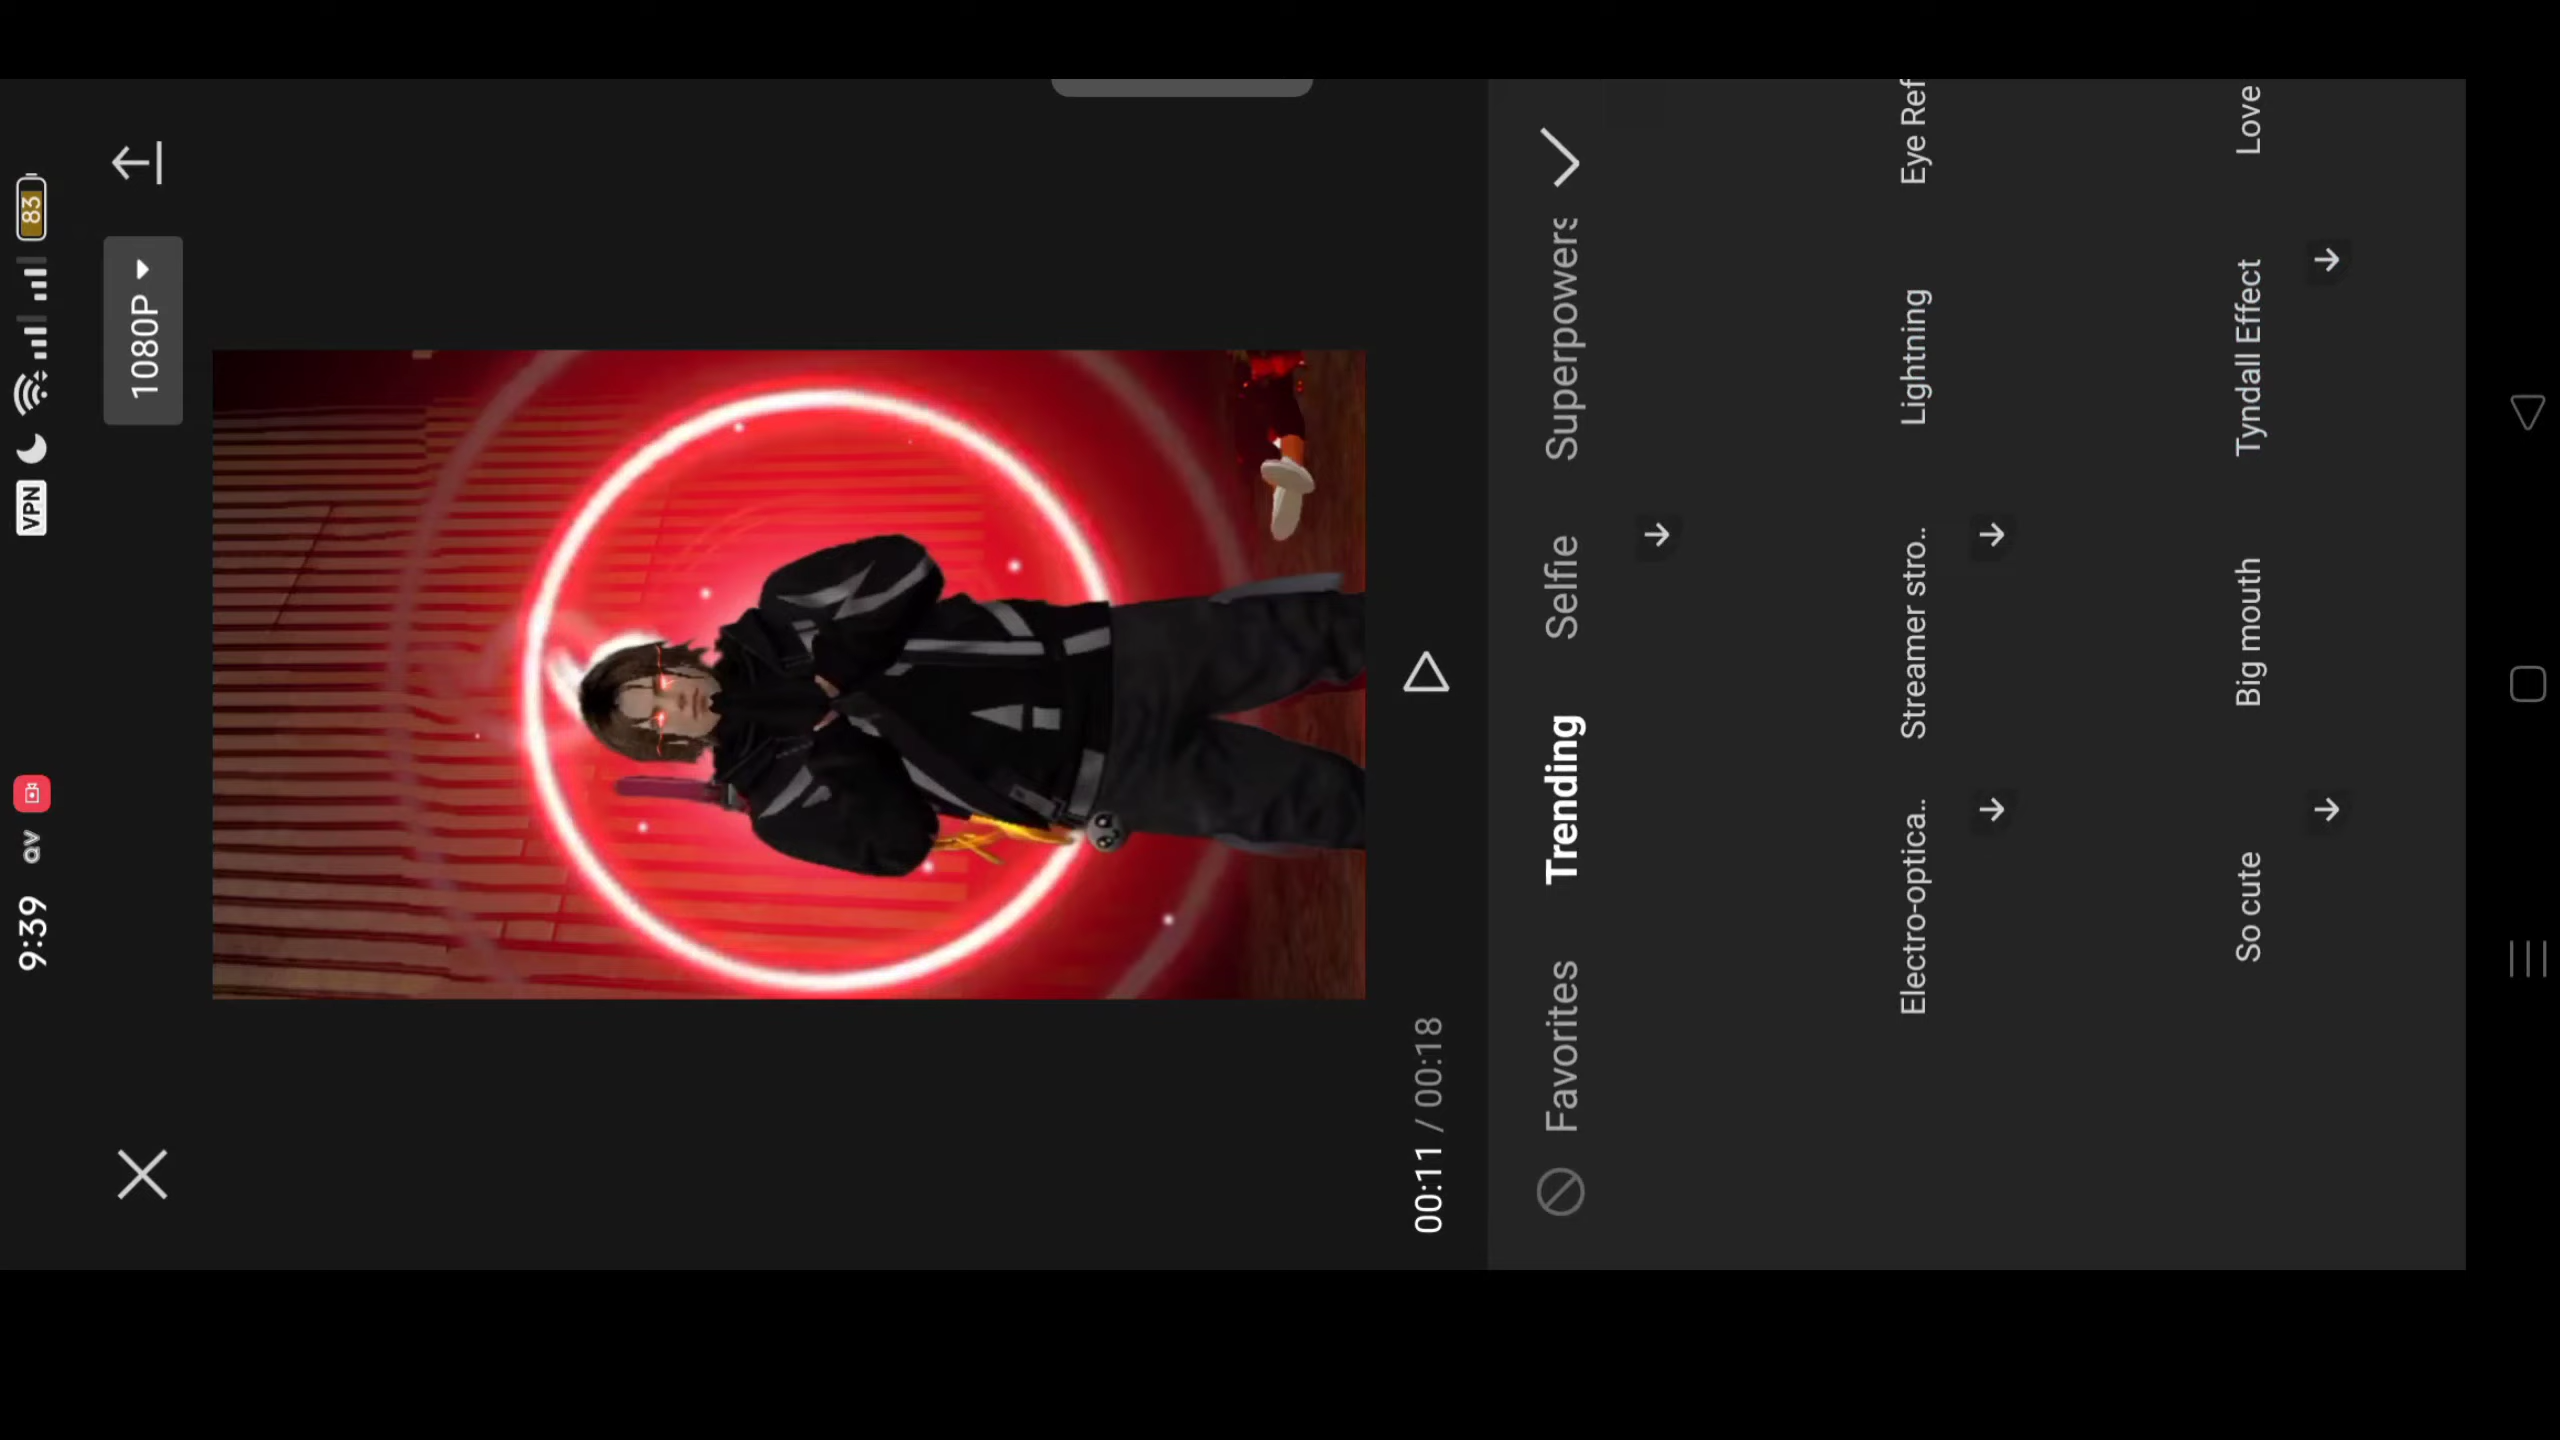 9:39
VPN
83
1080P
00:11 / 00:18
Favorites
Trending
Selfie
Superpowers
Electro-optica..
Streamer stro..
Lightning
Eye Ref
So cute
Big mouth
Tyndall Effect
Love